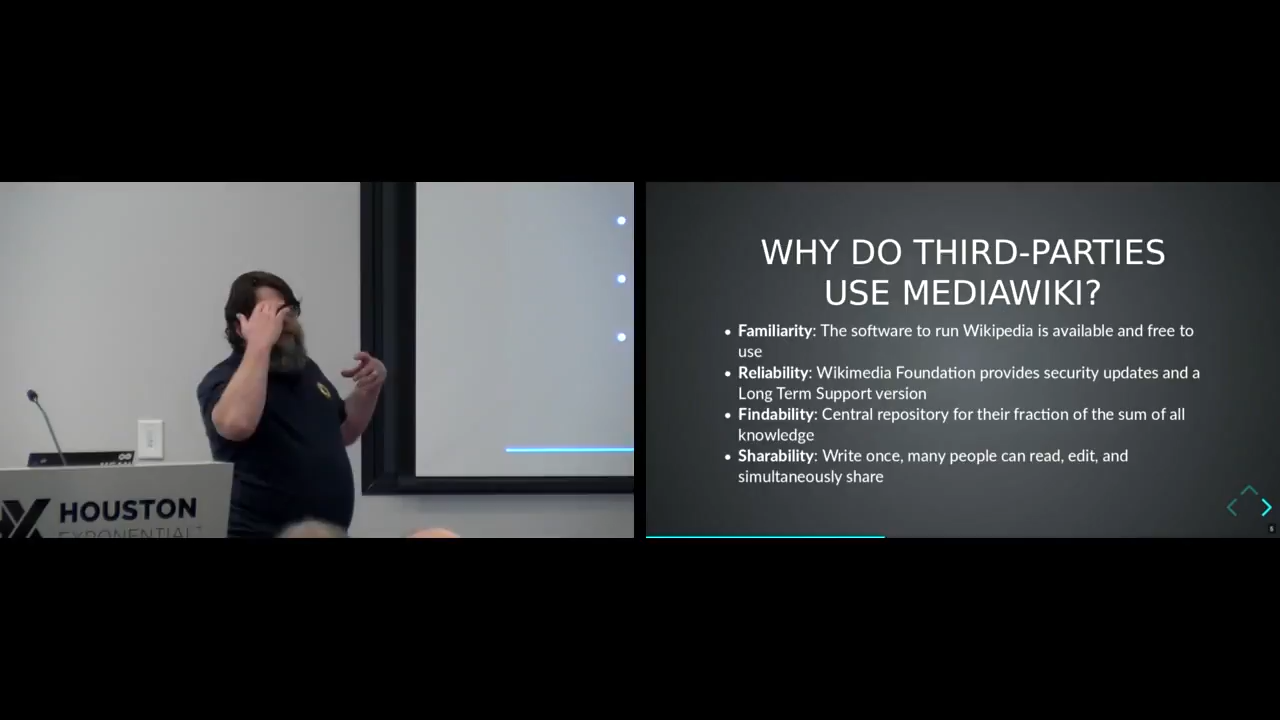 HOUSTON
EXPONENTIAL
WHY DO THIRD-PARTIES
USE MEDIAWIKI?
• Familiarity: The software to run Wikipedia is available and free to
use
• Reliability: Wikimedia Foundation provides security updates and a
Long Term Support version
• Findability: Central repository for their fraction of the sum of all
knowledge
• Sharability: Write once, many people can read, edit, and
simultaneously share